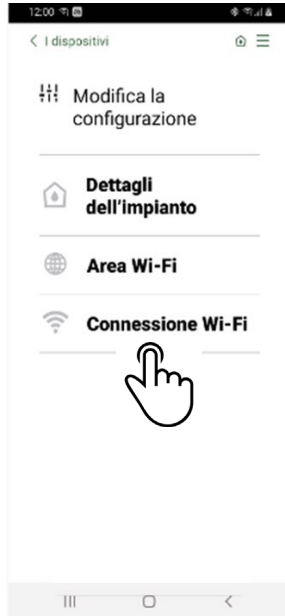 12:00
I dispositivi
Modifica la
configurazione
Dettagli
dell'impianto
Area Wi-Fi
Connessione Wi-Fi